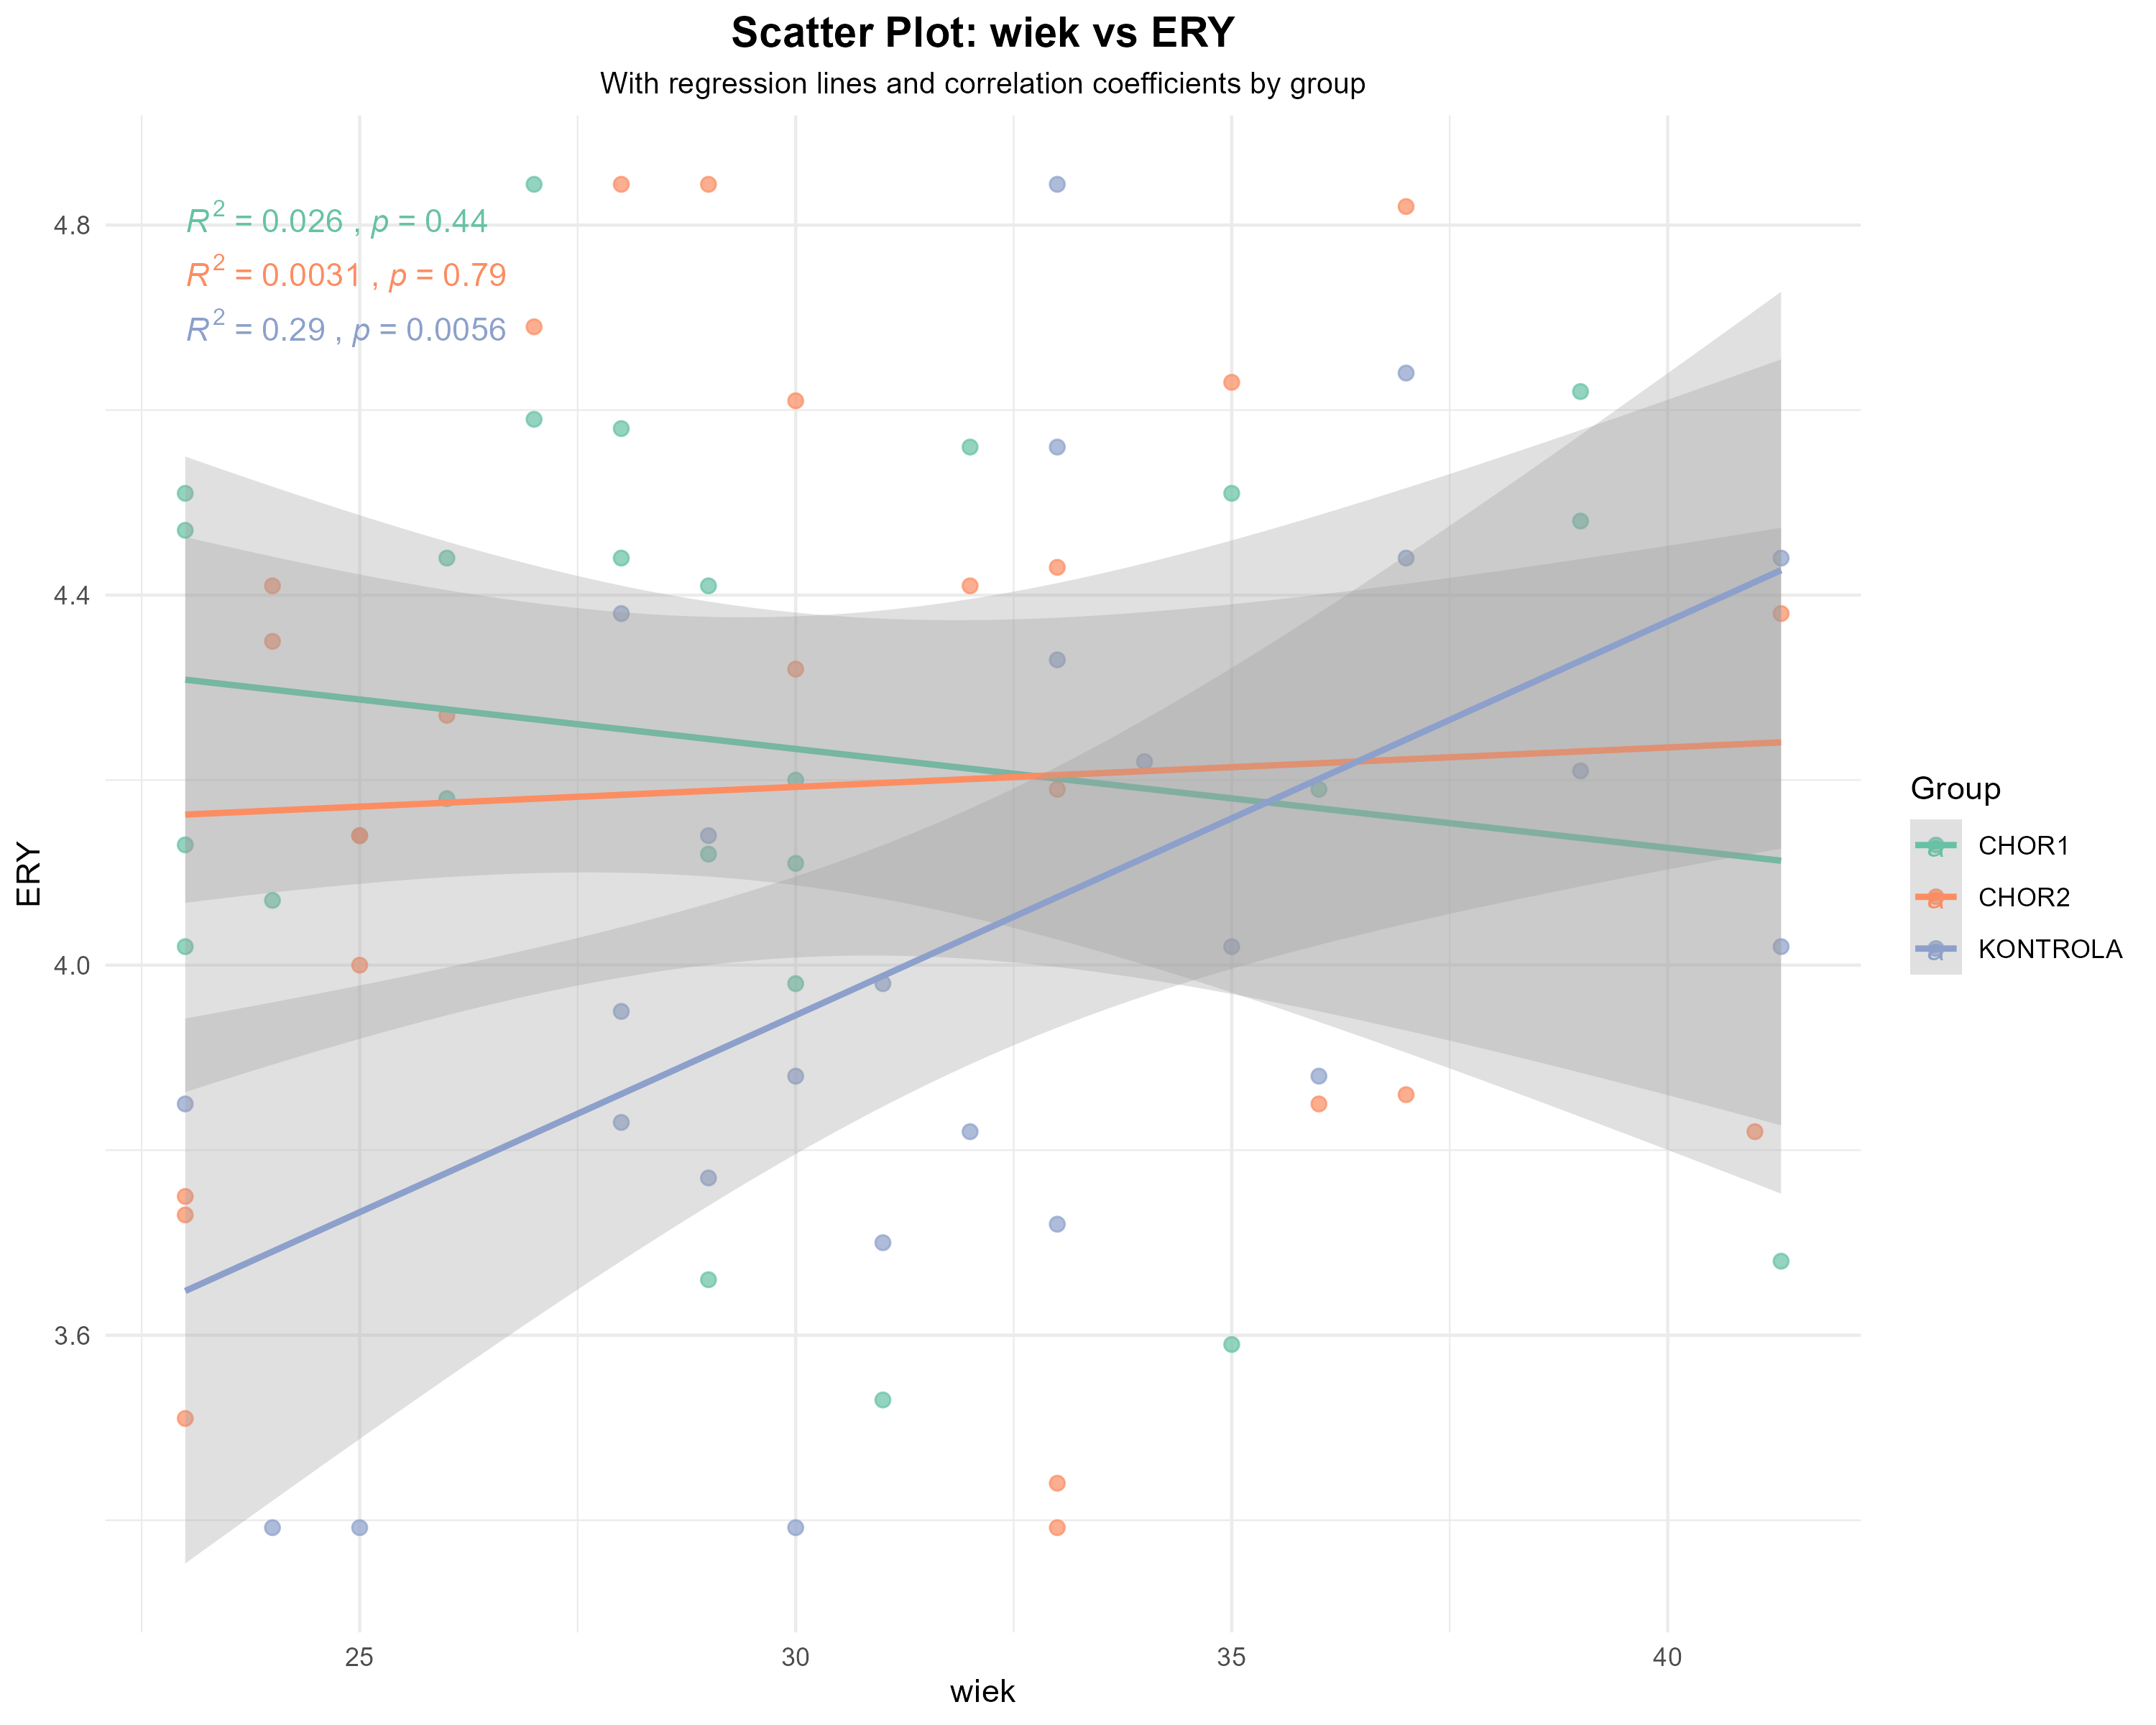 Scatter Plot: wiek vs ERY
With regression lines and correlation coefficients by group
R² = 0.026 , p = 0.44
R² = 0.0031 , p = 0.79
R² = 0.29 , p = 0.0056
4.8
4.4
4.0
3.6
ERY
25 30 35 40
wiek
Group
a CHOR1
a CHOR2
a KONTROLA